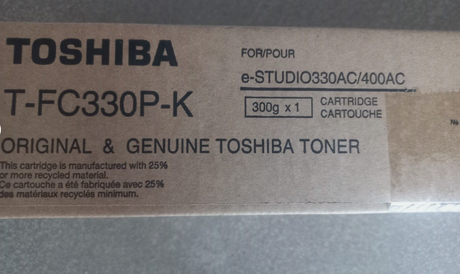 TOSHIBA
FOR/POUR
e-STUDIO330AC/400AC
T-FC330P-K
300g x 1
CARTRIDGE
CARTOUCHE
ORIGINAL & GENUINE TOSHIBA TONER
This cartridge is manufactured with 25%
or more recycled material.
Ce cartouche a été fabriquée avec 25%
des matériaux recyclés minimum.